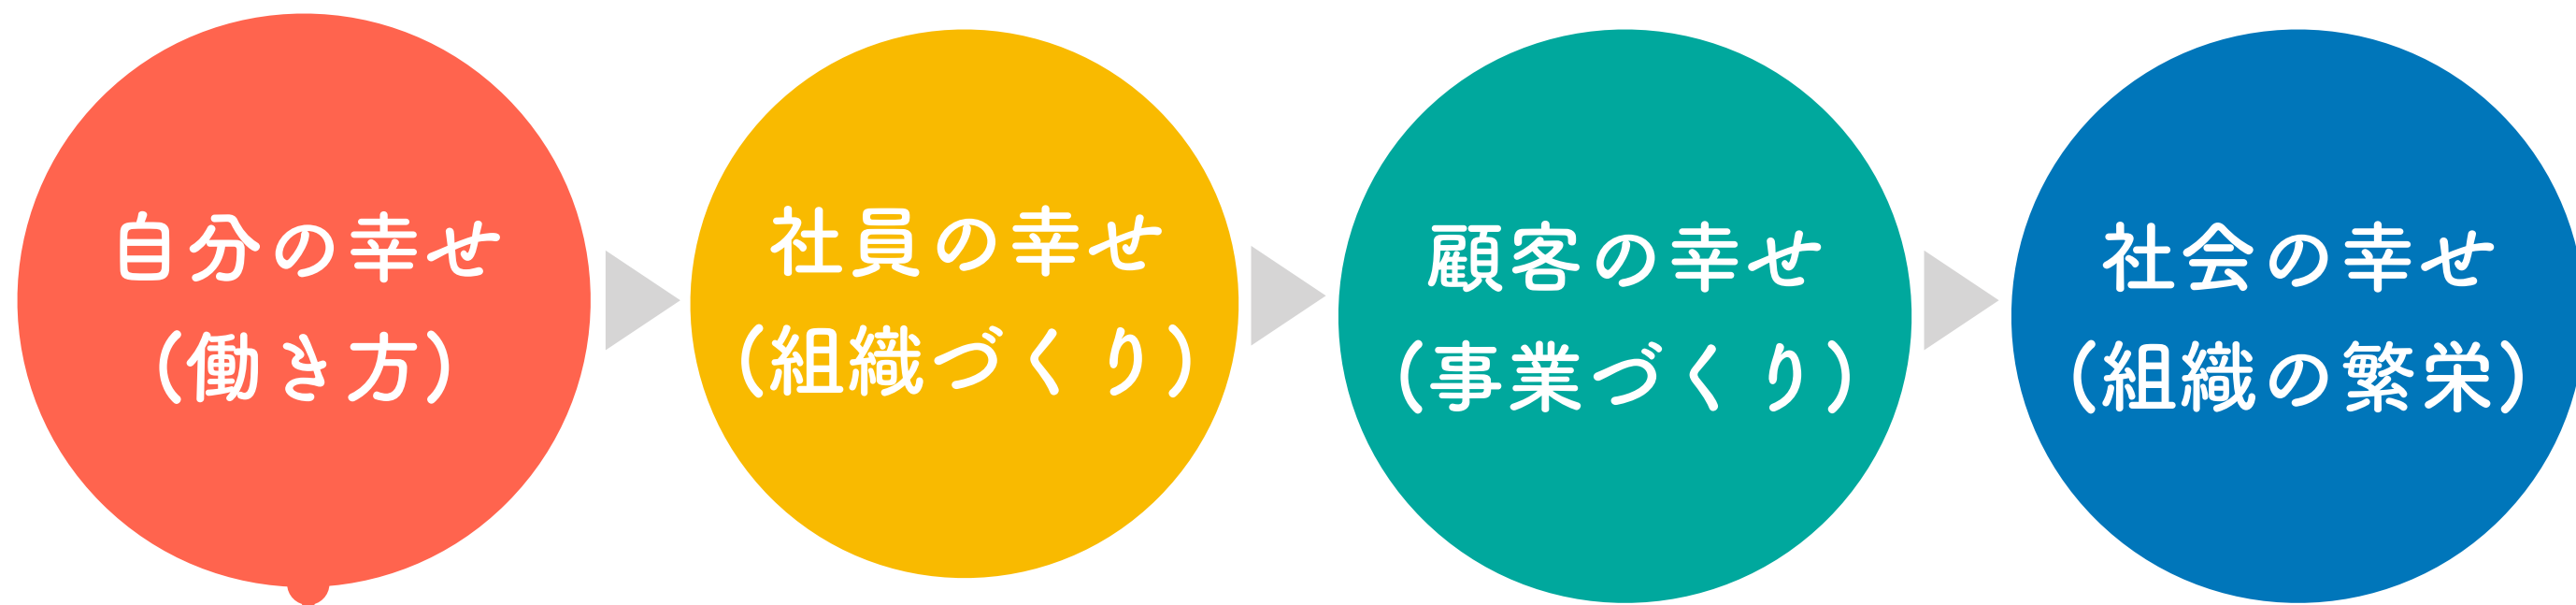 自分の幸せ
(働き方)
社員の幸せ
(組織づくり)
顧客の幸せ
(事業づくり)
社会の幸せ
(組織の繁栄)